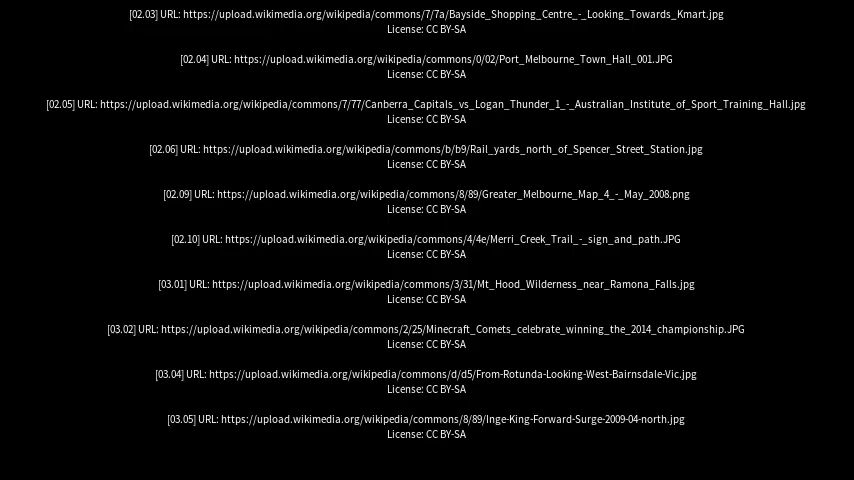 [02.03] URL: https://upload.wikimedia.org/wikipedia/commons/7/7a/Bayside_Shopping_Centre_-_Looking_Towards_Kmart.jpg
License: CC BY-SA
[02.04] URL: https://upload.wikimedia.org/wikipedia/commons/0/02/Port_Melbourne_Town_Hall_001.JPG
License: CC BY-SA
[02.05] URL: https://upload.wikimedia.org/wikipedia/commons/7/77/Canberra_Capitals_vs_Logan_Thunder_1_-_Australian_Institute_of_Sport_Training_Hall.jpg
License: CC BY-SA
[02.06] URL: https://upload.wikimedia.org/wikipedia/commons/b/b9/Rail_yards_north_of_Spencer_Street_Station.jpg
License: CC BY-SA
[02.09] URL: https://upload.wikimedia.org/wikipedia/commons/8/89/Greater_Melbourne_Map_4_-_May_2008.png
License: CC BY-SA
[02.10] URL: https://upload.wikimedia.org/wikipedia/commons/4/4e/Merri_Creek_Trail_-_sign_and_path.JPG
License: CC BY-SA
[03.01] URL: https://upload.wikimedia.org/wikipedia/commons/3/31/Mt_Hood_Wilderness_near_Ramona_Falls.jpg
License: CC BY-SA
[03.02] URL: https://upload.wikimedia.org/wikipedia/commons/2/25/Minecraft_Comets_celebrate_winning_the_2014_championship.JPG
License: CC BY-SA
[03.04] URL: https://upload.wikimedia.org/wikipedia/commons/d/d5/From-Rotunda-Looking-West-Bairnsdale-Vic.jpg
License: CC BY-SA
[03.05] URL: https://upload.wikimedia.org/wikipedia/commons/8/89/Inge-King-Forward-Surge-2009-04-north.jpg
License: CC BY-SA